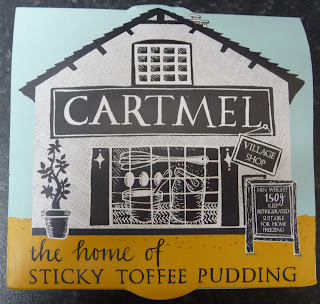 CARTMEL
VILLAGE
SHOP
MIN WEIGHT
150g
KEEP
REFRIGERATED
SUITABLE
FOR HOME
FREEZING
the home of
STICKY TOFFEE PUDDING